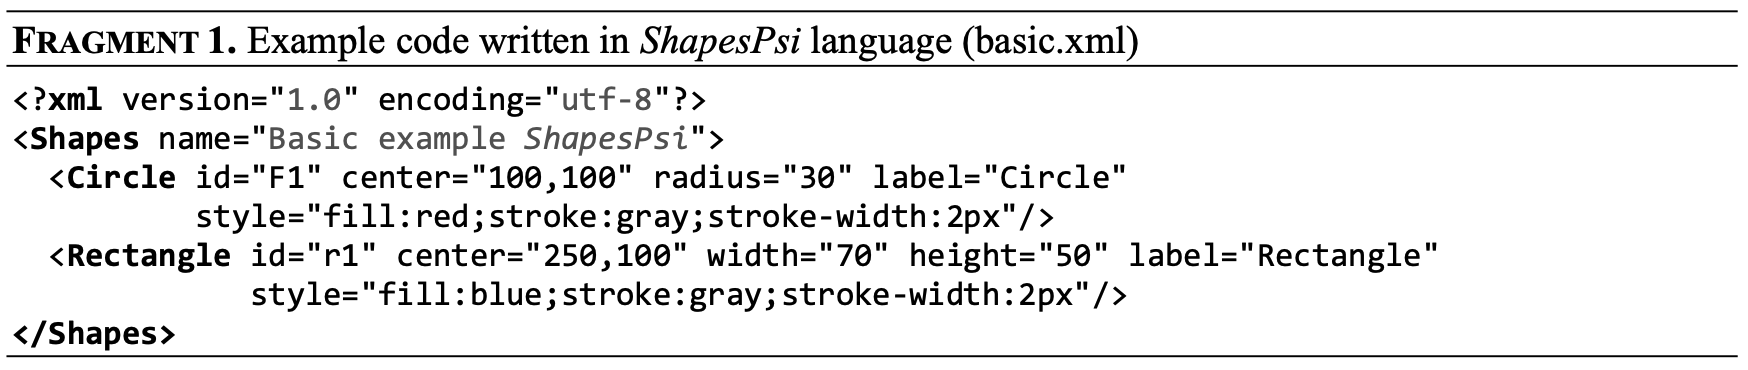 FRAGMENT 1. Example code written in ShapesPsi language (basic.xml)
<?xml version="1.0" encoding="utf-8"?>
<Shapes name="Basic example ShapesPsi">
  <Circle id="F1" center="100,100" radius="30" label="Circle"
          style="fill:red;stroke:gray;stroke-width:2px"/>
  <Rectangle id="r1" center="250,100" width="70" height="50" label="Rectangle"
             style="fill:blue;stroke:gray;stroke-width:2px"/>
</Shapes>